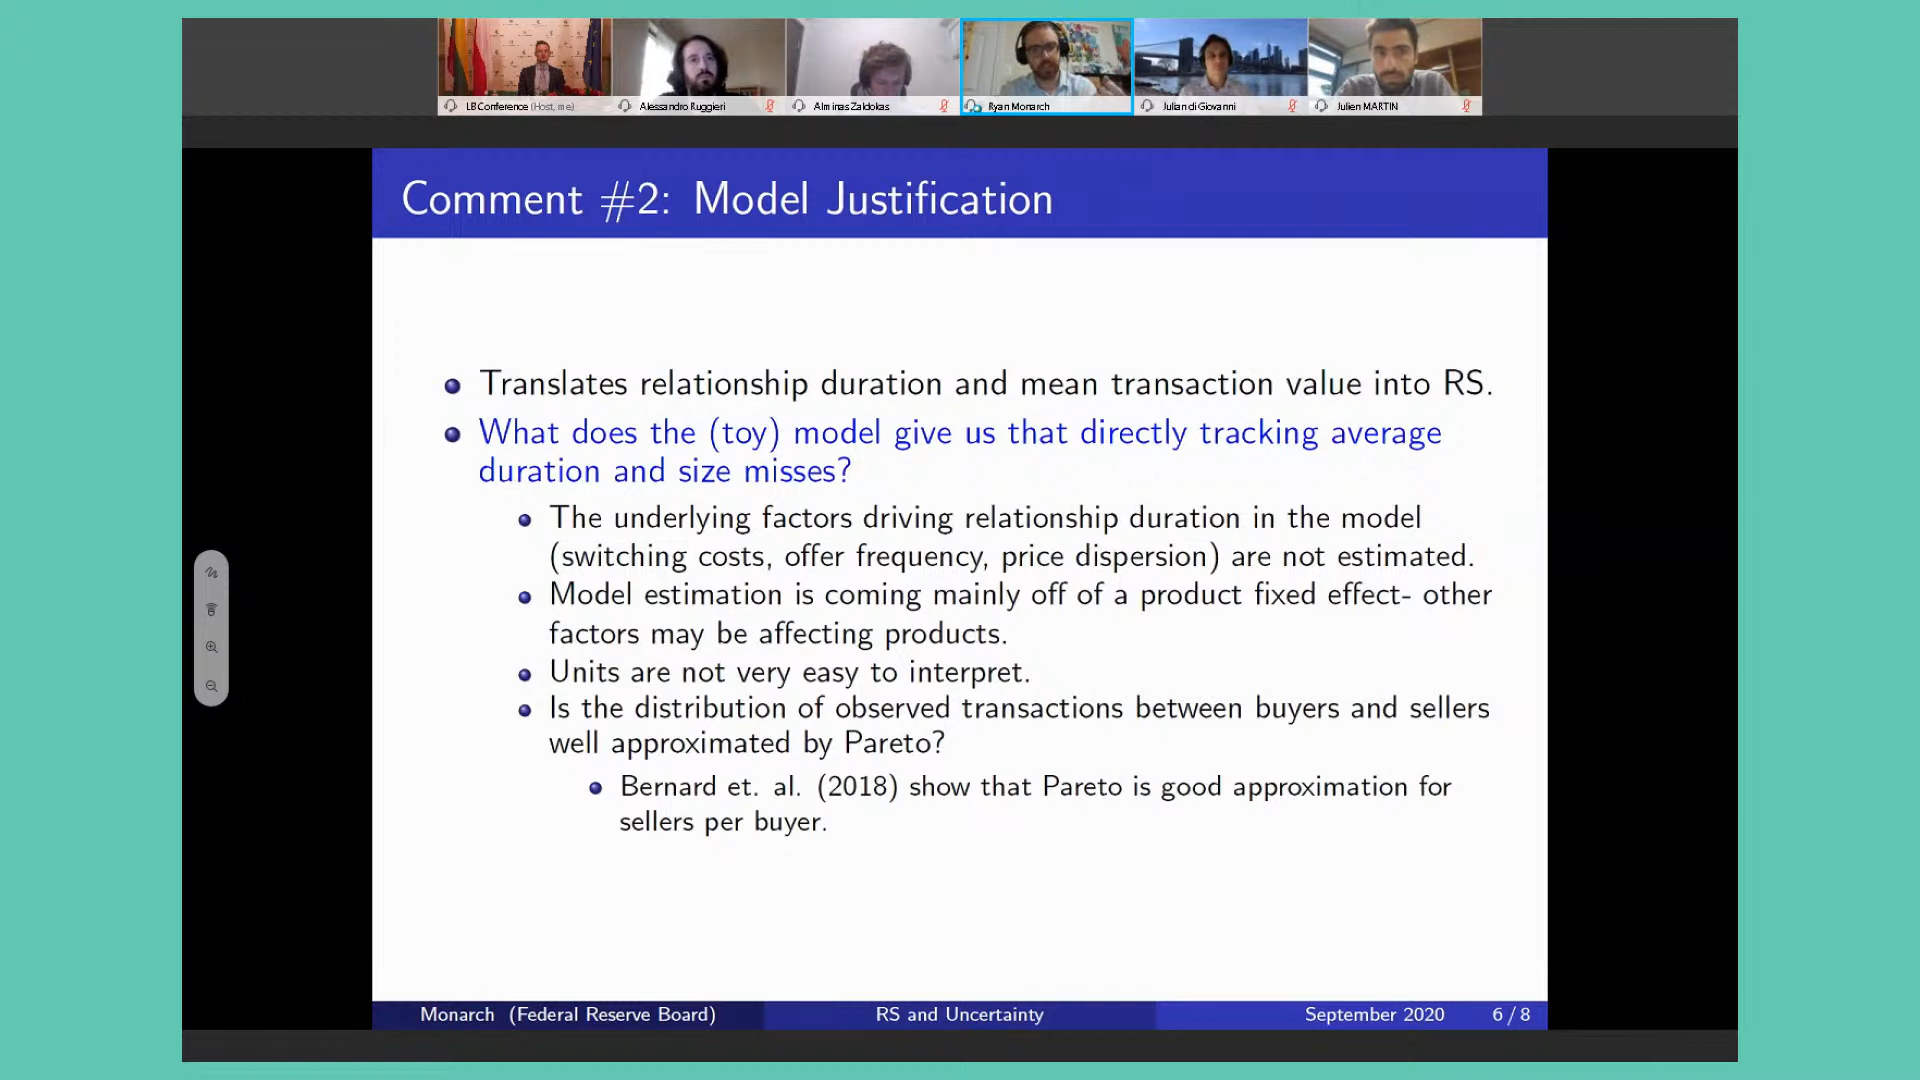 LB Conference (Host, me)
Alessandro Ruggieri
Alminas Zaldokas
Ryan Monarch
Julian di Giovanni
Julien MARTIN
Comment #2: Model Justification
Translates relationship duration and mean transaction value into RS.
What does the (toy) model give us that directly tracking average
duration and size misses?
The underlying factors driving relationship duration in the model
(switching costs, offer frequency, price dispersion) are not estimated.
Model estimation is coming mainly off of a product fixed effect- other
factors may be affecting products.
Units are not very easy to interpret.
Is the distribution of observed transactions between buyers and sellers
well approximated by Pareto?
Bernard et. al. (2018) show that Pareto is good approximation for
sellers per buyer.
Monarch (Federal Reserve Board)
RS and Uncertainty
September 2020
6 / 8